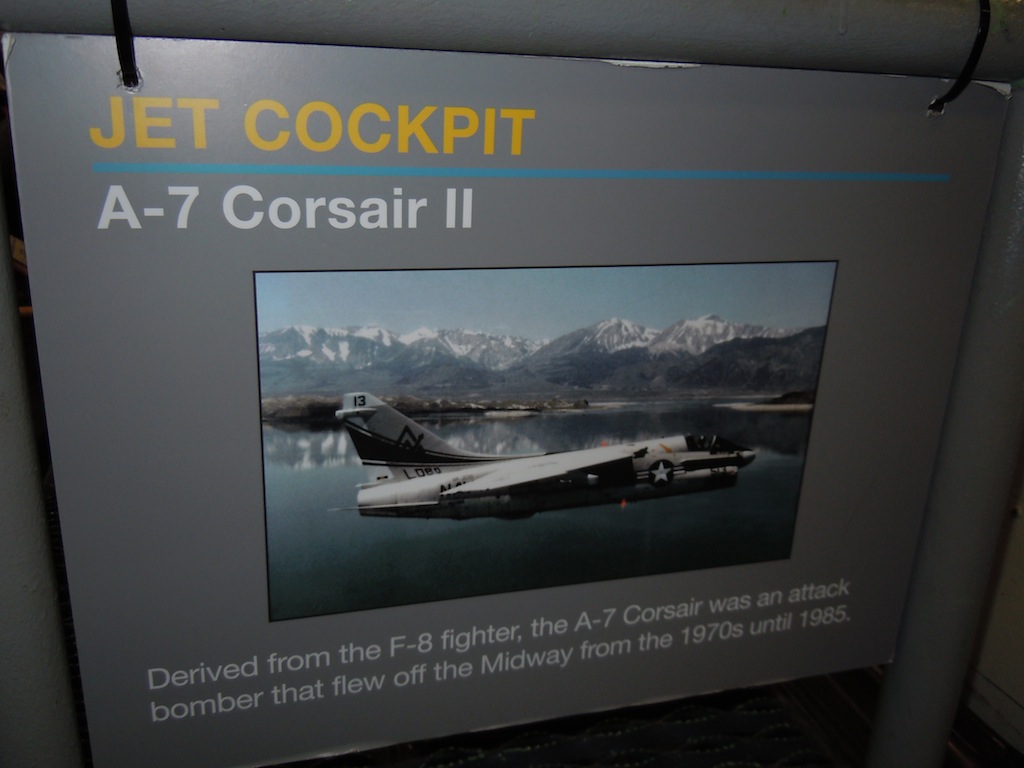 JET COCKPIT
A-7 Corsair II
13
Derived from the F-8 fighter, the A-7 Corsair was an attack
bomber that flew off the Midway from the 1970s until 1985.